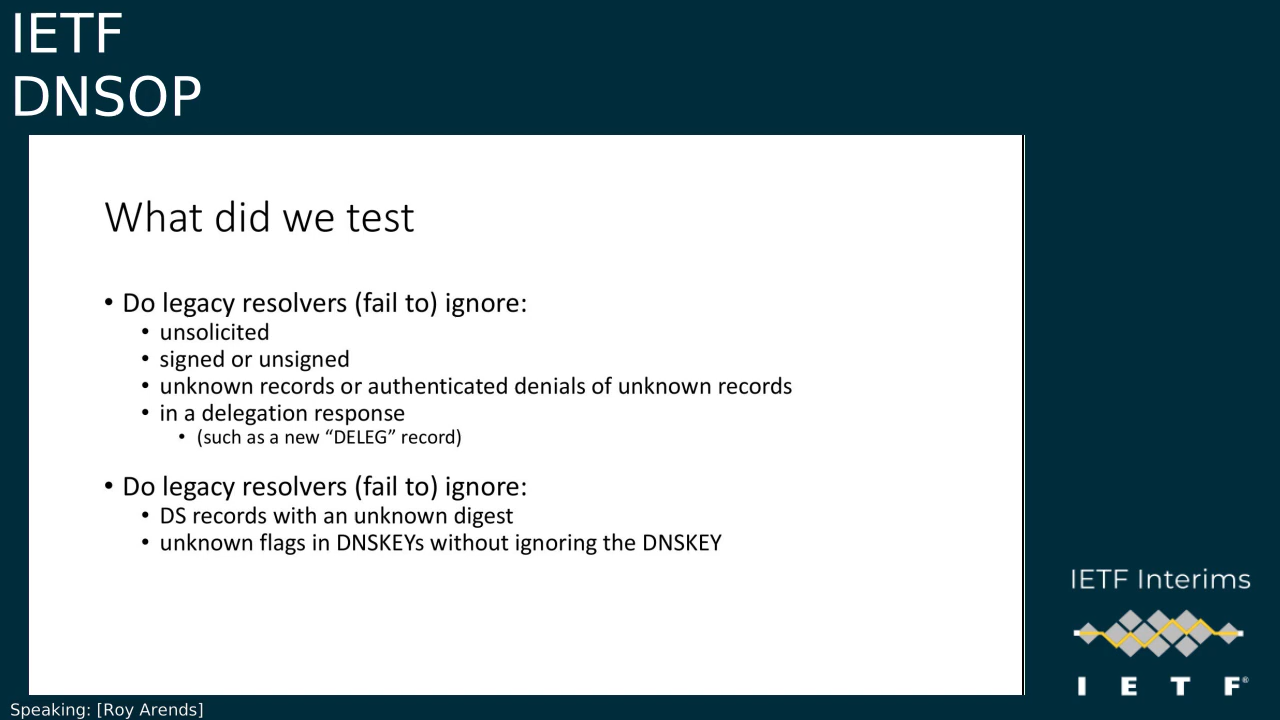 IETF
DNSOP
What did we test
• Do legacy resolvers (fail to) ignore:
• unsolicited
• signed or unsigned
• unknown records or authenticated denials of unknown records
• in a delegation response
• (such as a new “DELEG” record)
• Do legacy resolvers (fail to) ignore:
• DS records with an unknown digest
• unknown flags in DNSKEYs without ignoring the DNSKEY
IETF Interims
I E T F®
Speaking: [Roy Arends]